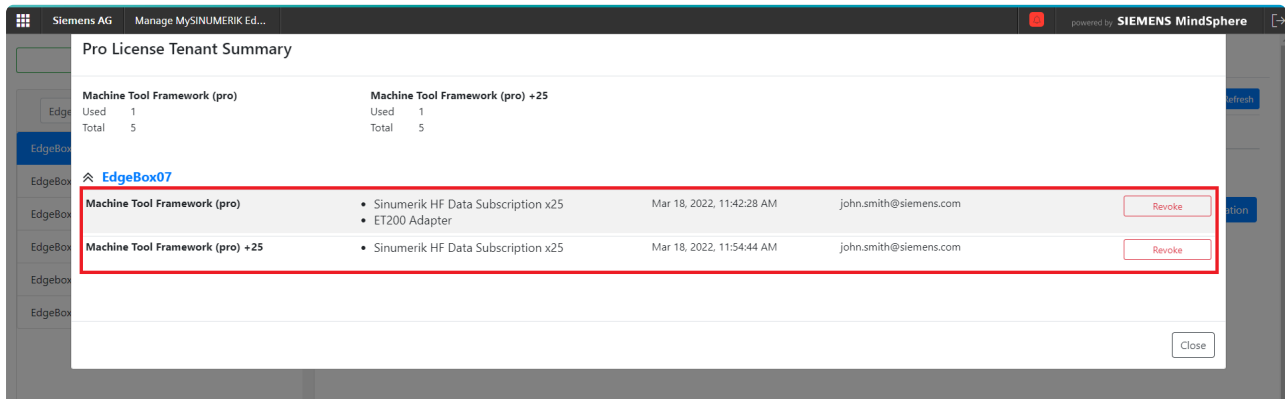 Siemens AG Manage MySINUMERIK Ed... powered by SIEMENS MindSphere
Pro License Tenant Summary
Machine Tool Framework (pro) Machine Tool Framework (pro) +25
Used 1 Used 1
Total 5 Total 5
Edge Refresh
EdgeBox
EdgeBox07
EdgeBox
Machine Tool Framework (pro) • Sinumerik HF Data Subscription x25 Mar 18, 2022, 11:42:28 AM john.smith@siemens.com Revoke
• ET200 Adapter
EdgeBox ation
Machine Tool Framework (pro) +25 • Sinumerik HF Data Subscription x25 Mar 18, 2022, 11:54:44 AM john.smith@siemens.com Revoke
EdgeBox
Edgebox
EdgeBox
Close